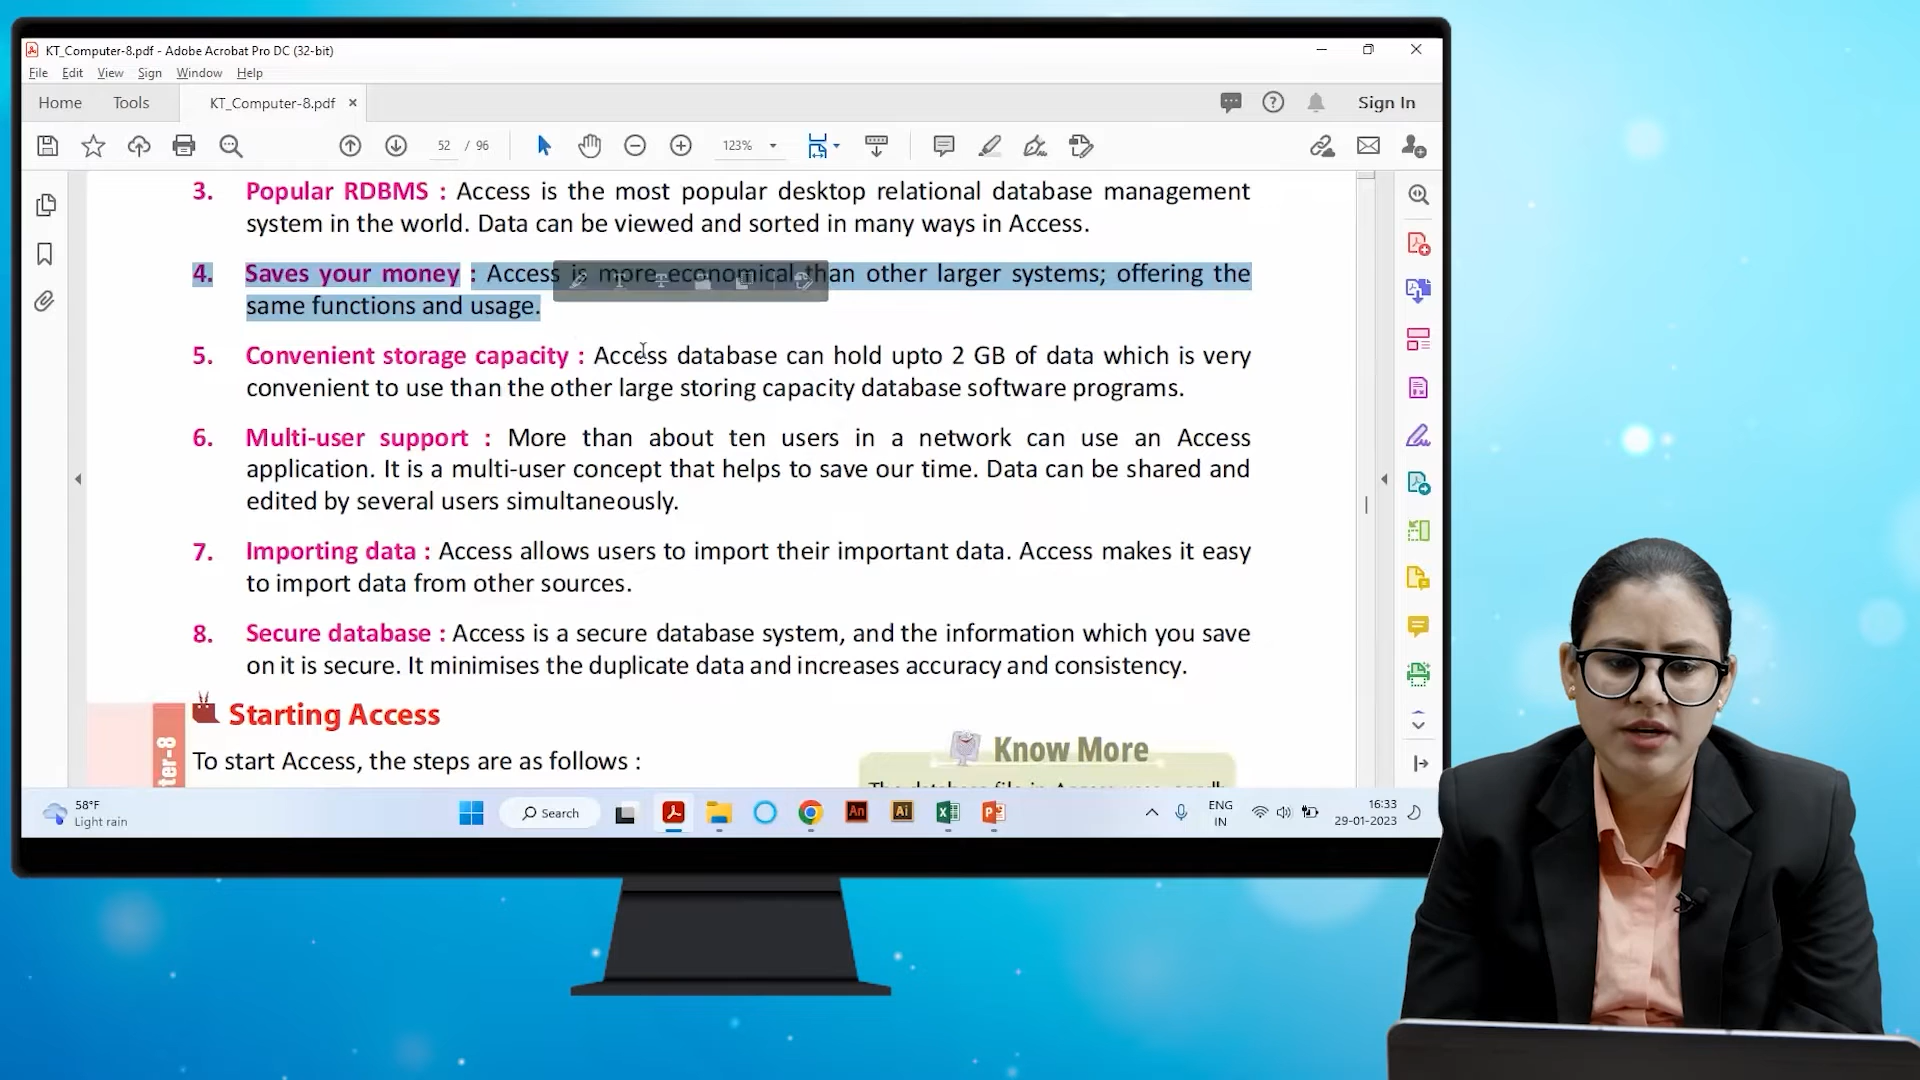 KT_Computer-8.pdf - Adobe Acrobat Pro DC (32-bit)
File Edit View Sign Window Help
Home Tools KT_Computer-8.pdf × Sign In
52 / 96 123%
3. Popular RDBMS : Access is the most popular desktop relational database management
system in the world. Data can be viewed and sorted in many ways in Access.
4. Saves your money : Access is more economical than other larger systems; offering the
same functions and usage.
5. Convenient storage capacity : Access database can hold upto 2 GB of data which is very
convenient to use than the other large storing capacity database software programs.
6. Multi-user support : More than about ten users in a network can use an Access
application. It is a multi-user concept that helps to save our time. Data can be shared and
edited by several users simultaneously.
7. Importing data : Access allows users to import their important data. Access makes it easy
to import data from other sources.
8. Secure database : Access is a secure database system, and the information which you save
on it is secure. It minimises the duplicate data and increases accuracy and consistency.
Starting Access
Know More
ter-8
To start Access, the steps are as follows :
The database file in Access was
58°F
Light rain
Search
An
Ai
ENG
IN
16:33
29-01-2023